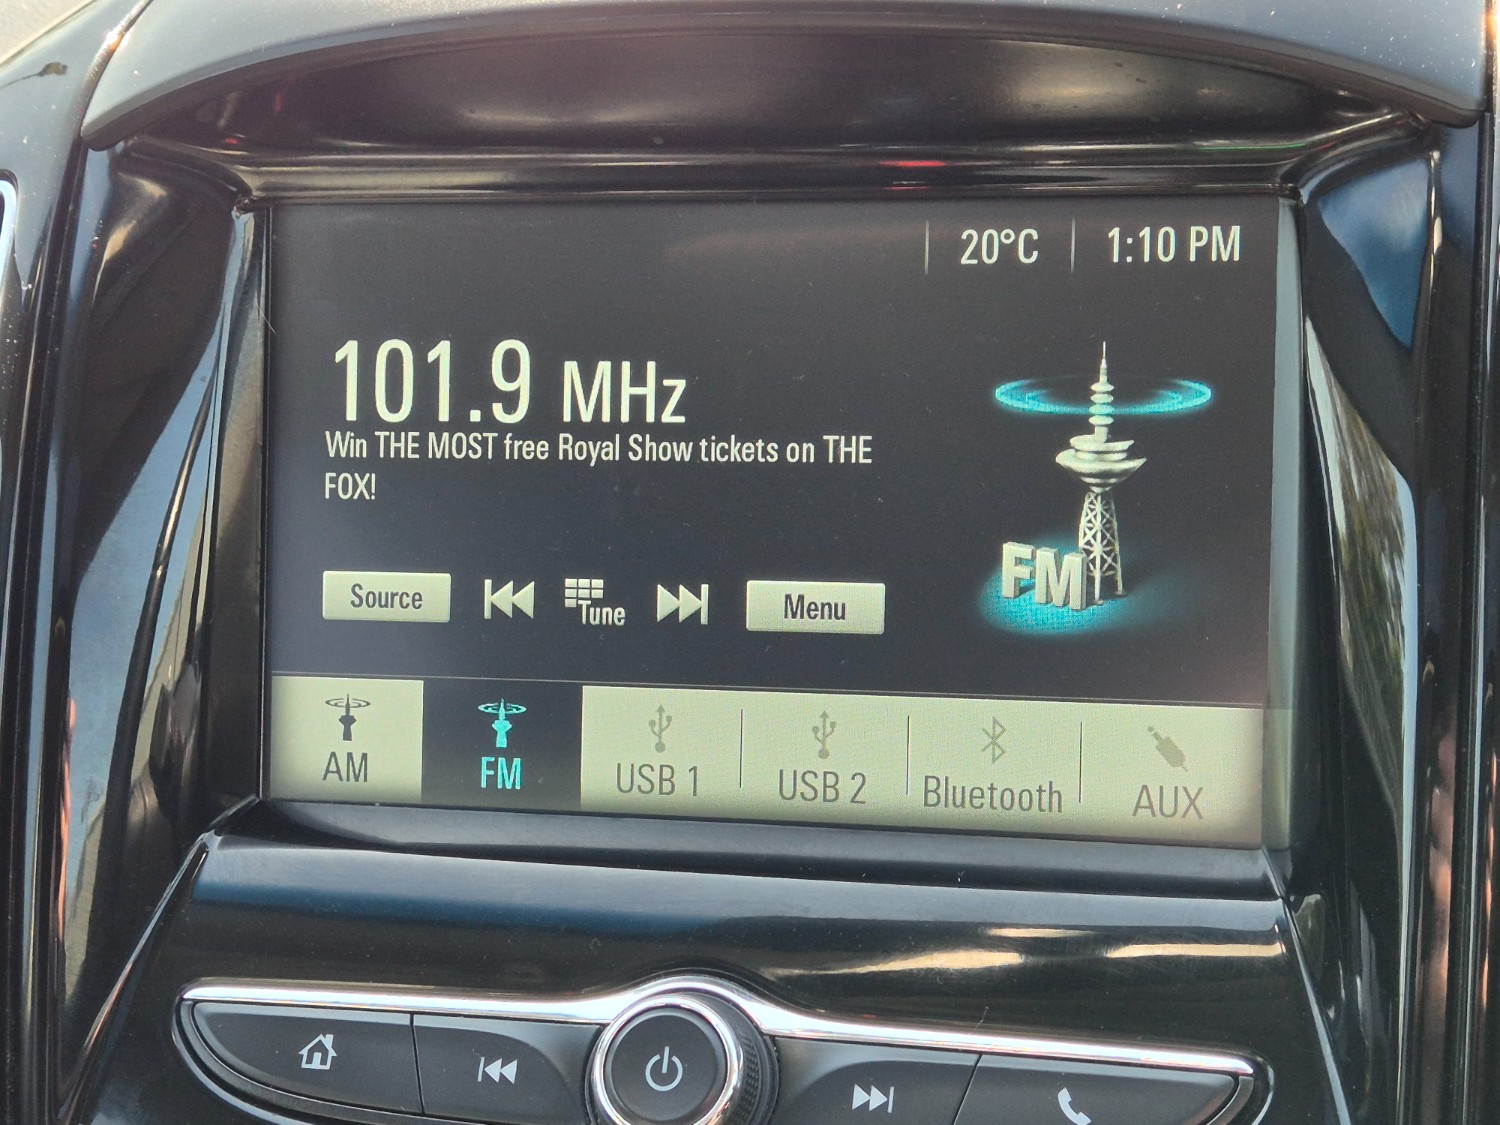 20°C 1:10 PM
101.9 MHz
Win THE MOST free Royal Show tickets on THE
FOX!
FM
Source Tune Menu
AM FM USB 1 USB 2 Bluetooth AUX